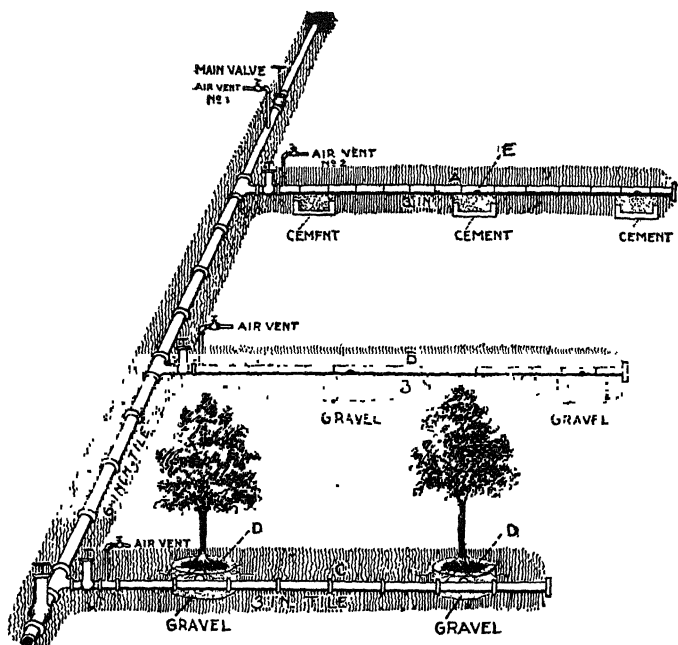 MAIN VALVE
AIR VENT
No 1
AIR VENT
No 2
E
A
3 IN.
CEMENT
CEMENT
CEMENT
AIR VENT
B
3
GRAVEL
GRAVEL
6 INCH TILE
AIR VENT
D
D
C
3 IN. TILE
GRAVEL
GRAVEL